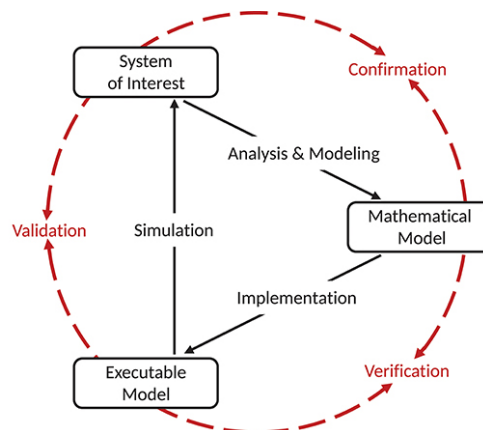 System
of Interest
Confirmation
Analysis & Modeling
Mathematical
Model
Validation
Simulation
Implementation
Executable
Model
Verification